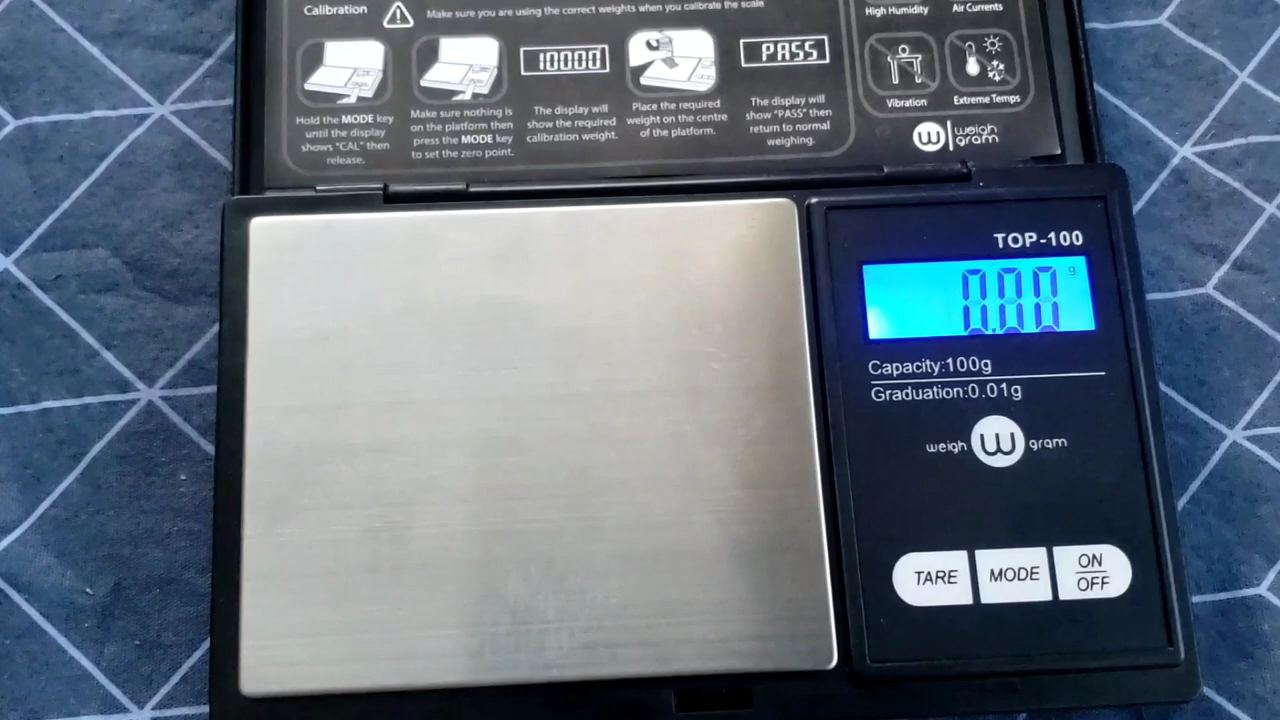 Calibration
Make sure you are using the correct weights when you calibrate the scale
10000
PASS
Hold the MODE key
until the display
shows "CAL" then
release.
Make sure nothing is
on the platform then
press the MODE key
to set the zero point.
The display will
show the required
calibration weight.
Place the required
weight on the centre
of the platform.
The display will
show "PASS" then
return to normal
weighing.
High Humidity
Air Currents
Vibration
Extreme Temps
W weigh
gram
TOP-100
0.00 g
Capacity:100g
Graduation:0.01g
weigh W gram
TARE
MODE
ON
OFF